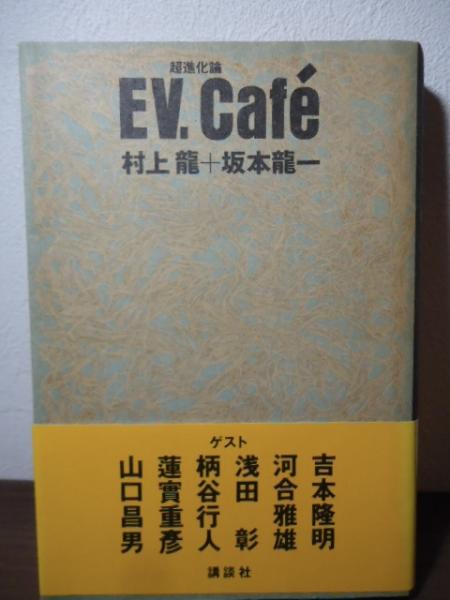 超進化論
EV. Café
村上 龍＋坂本龍一
ゲスト
吉本隆明
河合雅雄
浅田 彰
柄谷行人
蓮實重彦
山口昌男
講談社